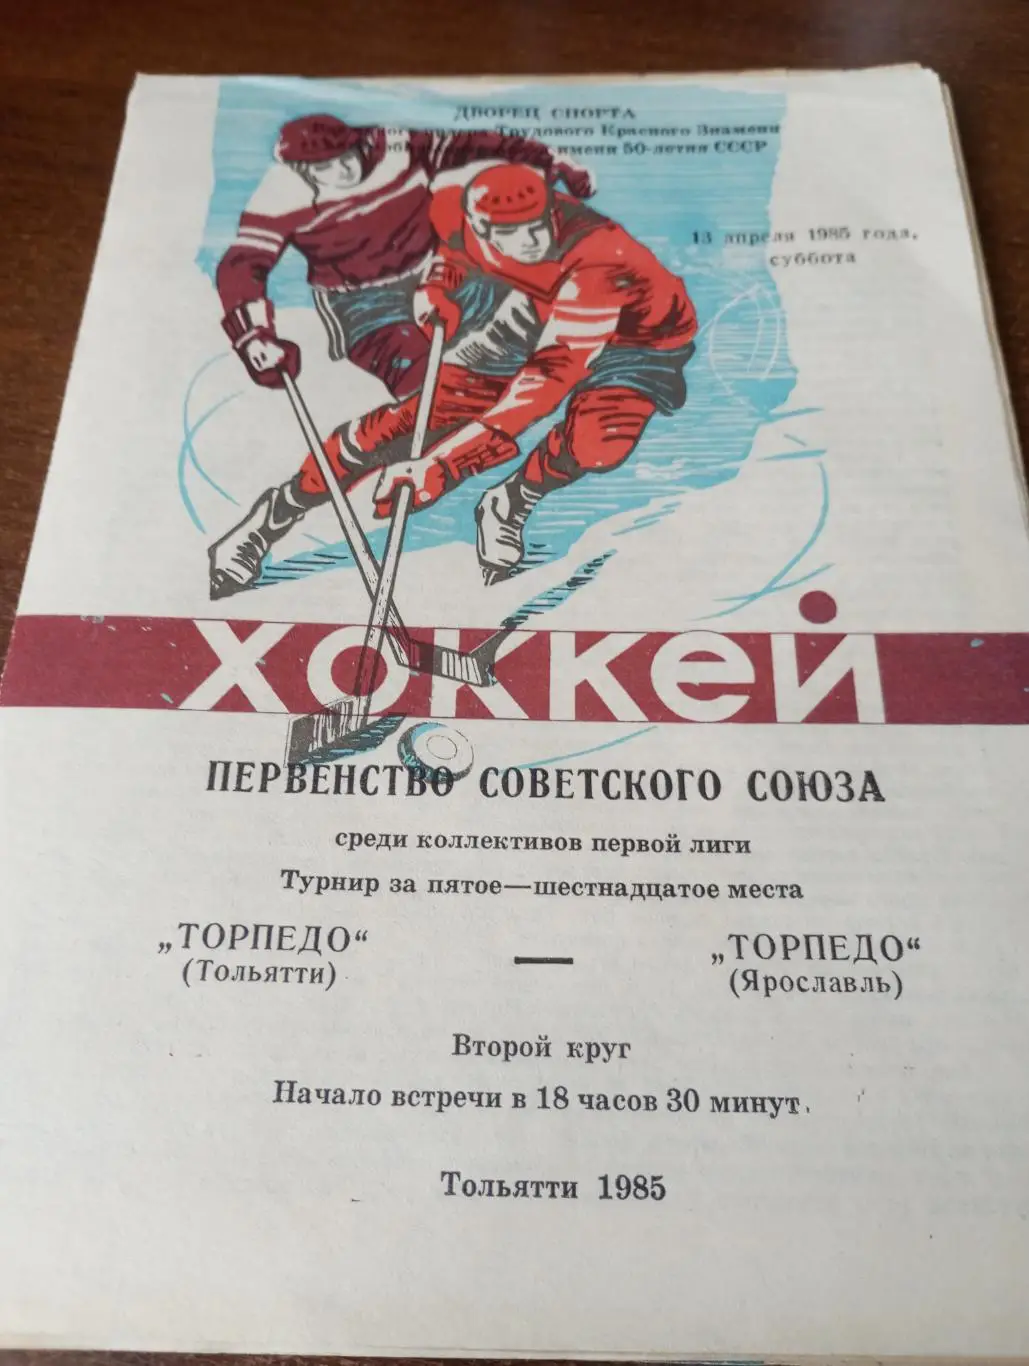 ДВОРЕЦ СПОРТА
ордена Трудового Красного Знамени
имени 50-летия СССР
13 апреля 1985 года,
суббота
хоккей
ПЕРВЕНСТВО СОВЕТСКОГО СОЮЗА
среди коллективов первой лиги
Турнир за пятое—шестнадцатое места
„ТОРПЕДО“ — „ТОРПЕДО“
(Тольятти) (Ярославль)
Второй круг
Начало встречи в 18 часов 30 минут.
Тольятти 1985